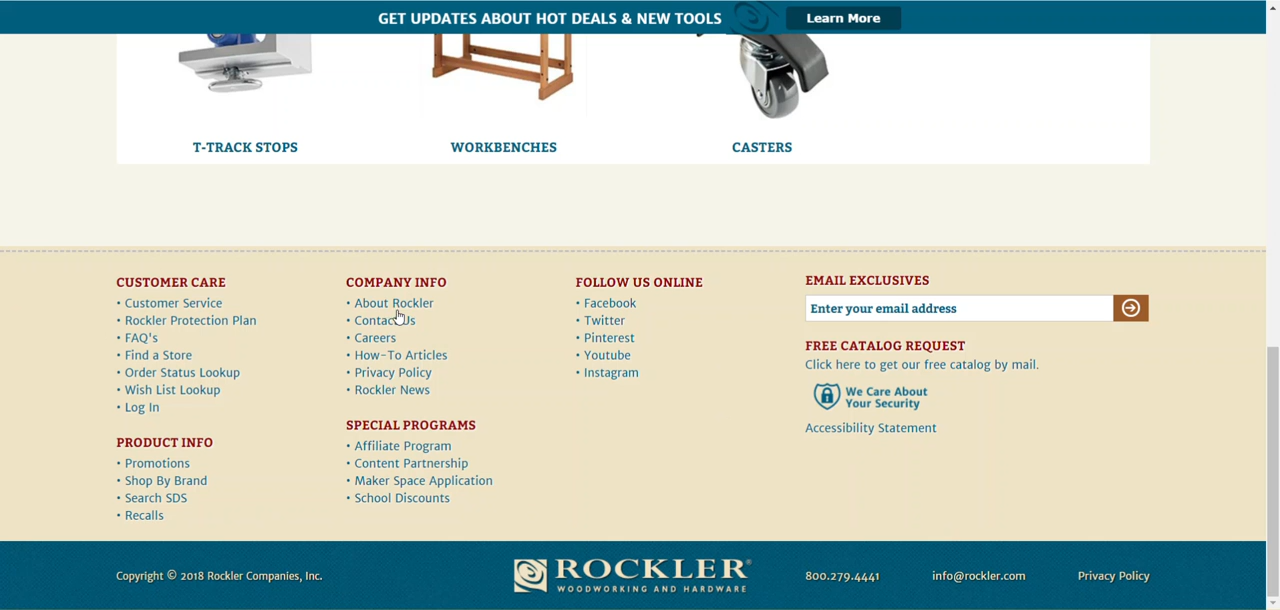 GET UPDATES ABOUT HOT DEALS & NEW TOOLS Learn More
T-TRACK STOPS WORKBENCHES CASTERS
CUSTOMER CARE
• Customer Service
• Rockler Protection Plan
• FAQ's
• Find a Store
• Order Status Lookup
• Wish List Lookup
• Log In
PRODUCT INFO
• Promotions
• Shop By Brand
• Search SDS
• Recalls
COMPANY INFO
• About Rockler
• Contact Us
• Careers
• How-To Articles
• Privacy Policy
• Rockler News
SPECIAL PROGRAMS
• Affiliate Program
• Content Partnership
• Maker Space Application
• School Discounts
FOLLOW US ONLINE
• Facebook
• Twitter
• Pinterest
• Youtube
• Instagram
EMAIL EXCLUSIVES
Enter your email address
FREE CATALOG REQUEST
Click here to get our free catalog by mail.
We Care About
Your Security
Accessibility Statement
Copyright © 2018 Rockler Companies, Inc.
ROCKLER®
WOODWORKING AND HARDWARE
800.279.4441 info@rockler.com Privacy Policy